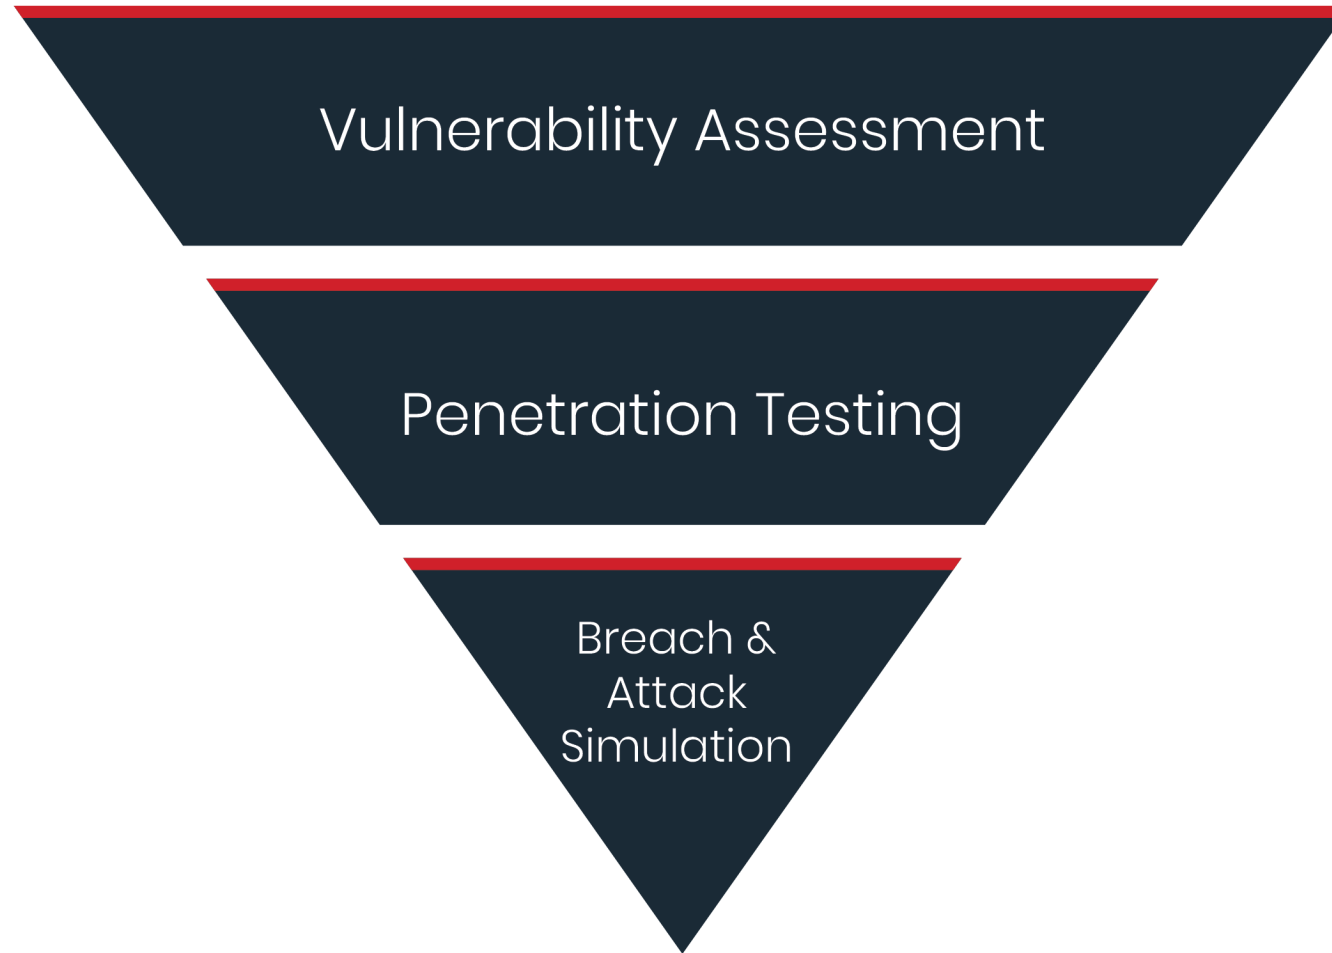 Vulnerability Assessment
Penetration Testing
Breach &
Attack
Simulation